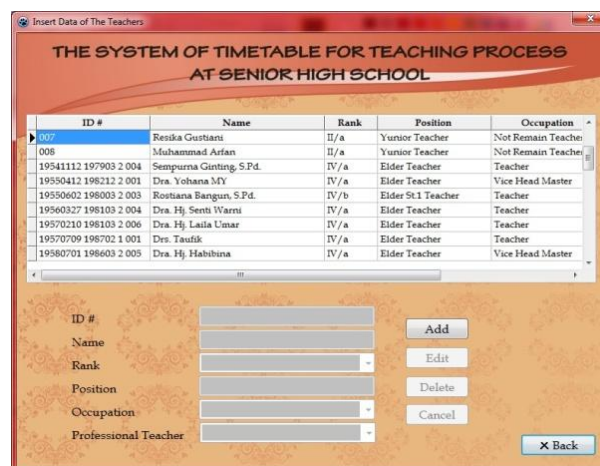 Insert Data of The Teachers
THE SYSTEM OF TIMETABLE FOR TEACHING PROCESS
AT SENIOR HIGH SCHOOL
ID # Name Rank Position Occupation
007 Resika Gustiani II/a Yunior Teacher Not Remain Teacher
008 Muhammad Arfan II/a Yunior Teacher Not Remain Teacher
19541112 197903 2 004 Sempurna Ginting, S.Pd. IV/a Elder Teacher Teacher
19550412 198212 2 001 Dra. Yohana MY IV/a Elder Teacher Vice Head Master
19550602 198003 2 003 Rostiana Bangun, S.Pd. IV/b Elder St.1 Teacher Teacher
19560327 198103 2 004 Dra. Hj. Senti Warni IV/a Elder Teacher Teacher
19570210 198103 2 006 Dra. Hj. Laila Umar IV/a Elder Teacher Teacher
19570709 198702 1 001 Drs. Taufik IV/a Elder Teacher Teacher
19580701 198603 2 005 Dra. Hj. Habibina IV/a Elder Teacher Vice Head Master
ID #
Name
Rank
Position
Occupation
Professional Teacher
Add
Edit
Delete
Cancel
X Back